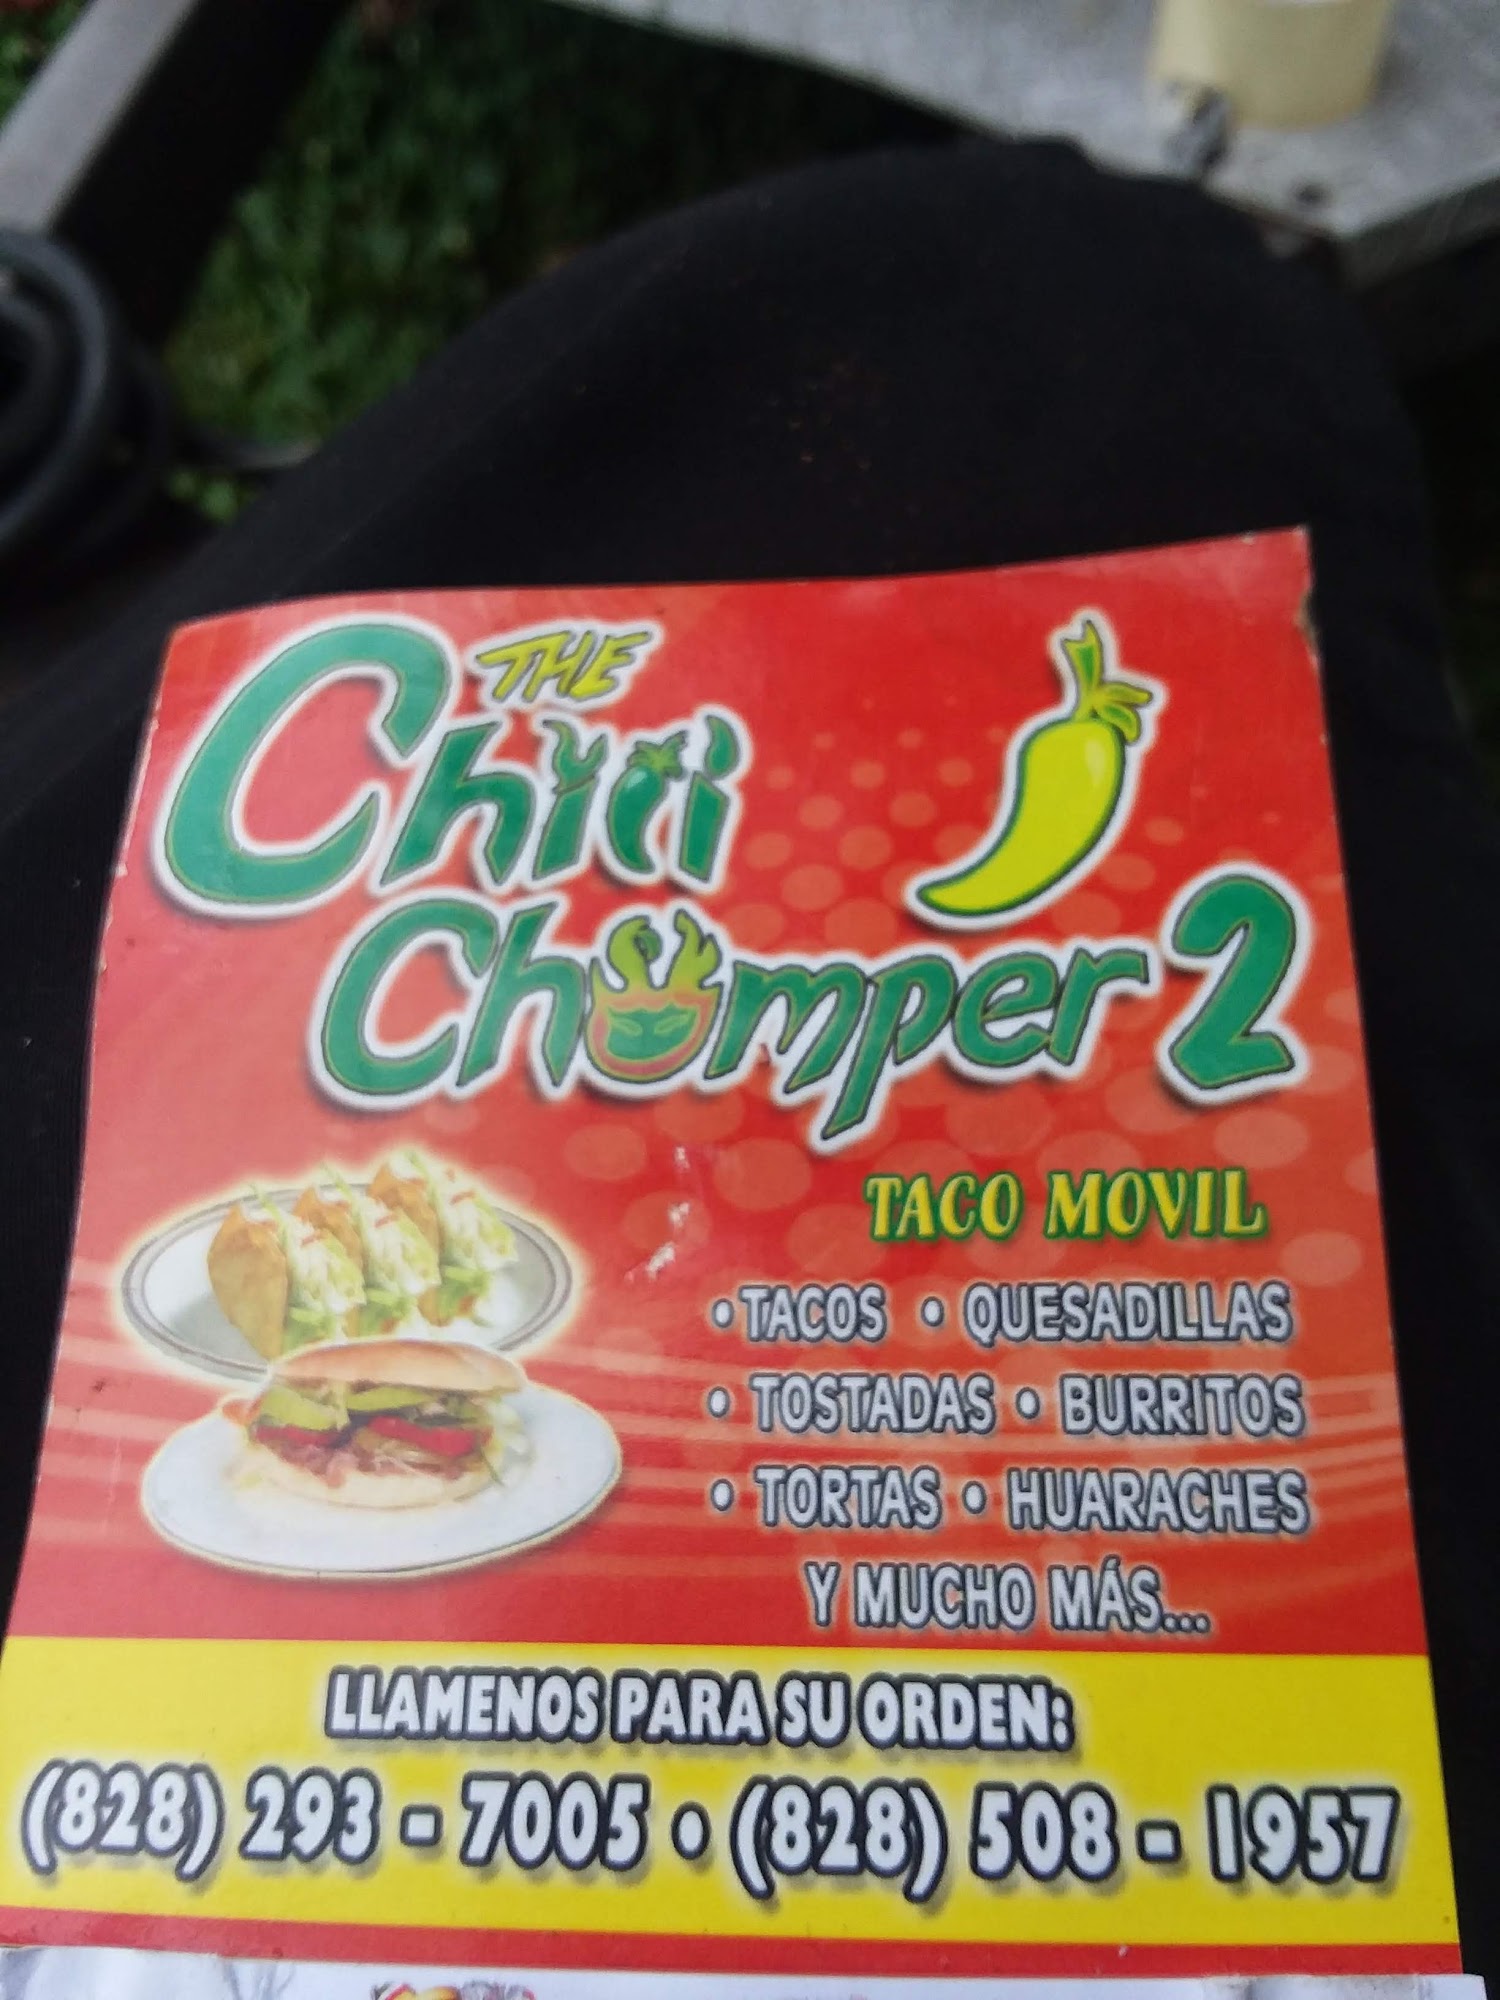 THE
Chili
Chomper 2
TACO MOVIL
• TACOS • QUESADILLAS
• TOSTADAS • BURRITOS
• TORTAS • HUARACHES
Y MUCHO MÁS...
LLAMENOS PARA SU ORDEN:
(828) 293 - 7005 • (828) 508 - 1957